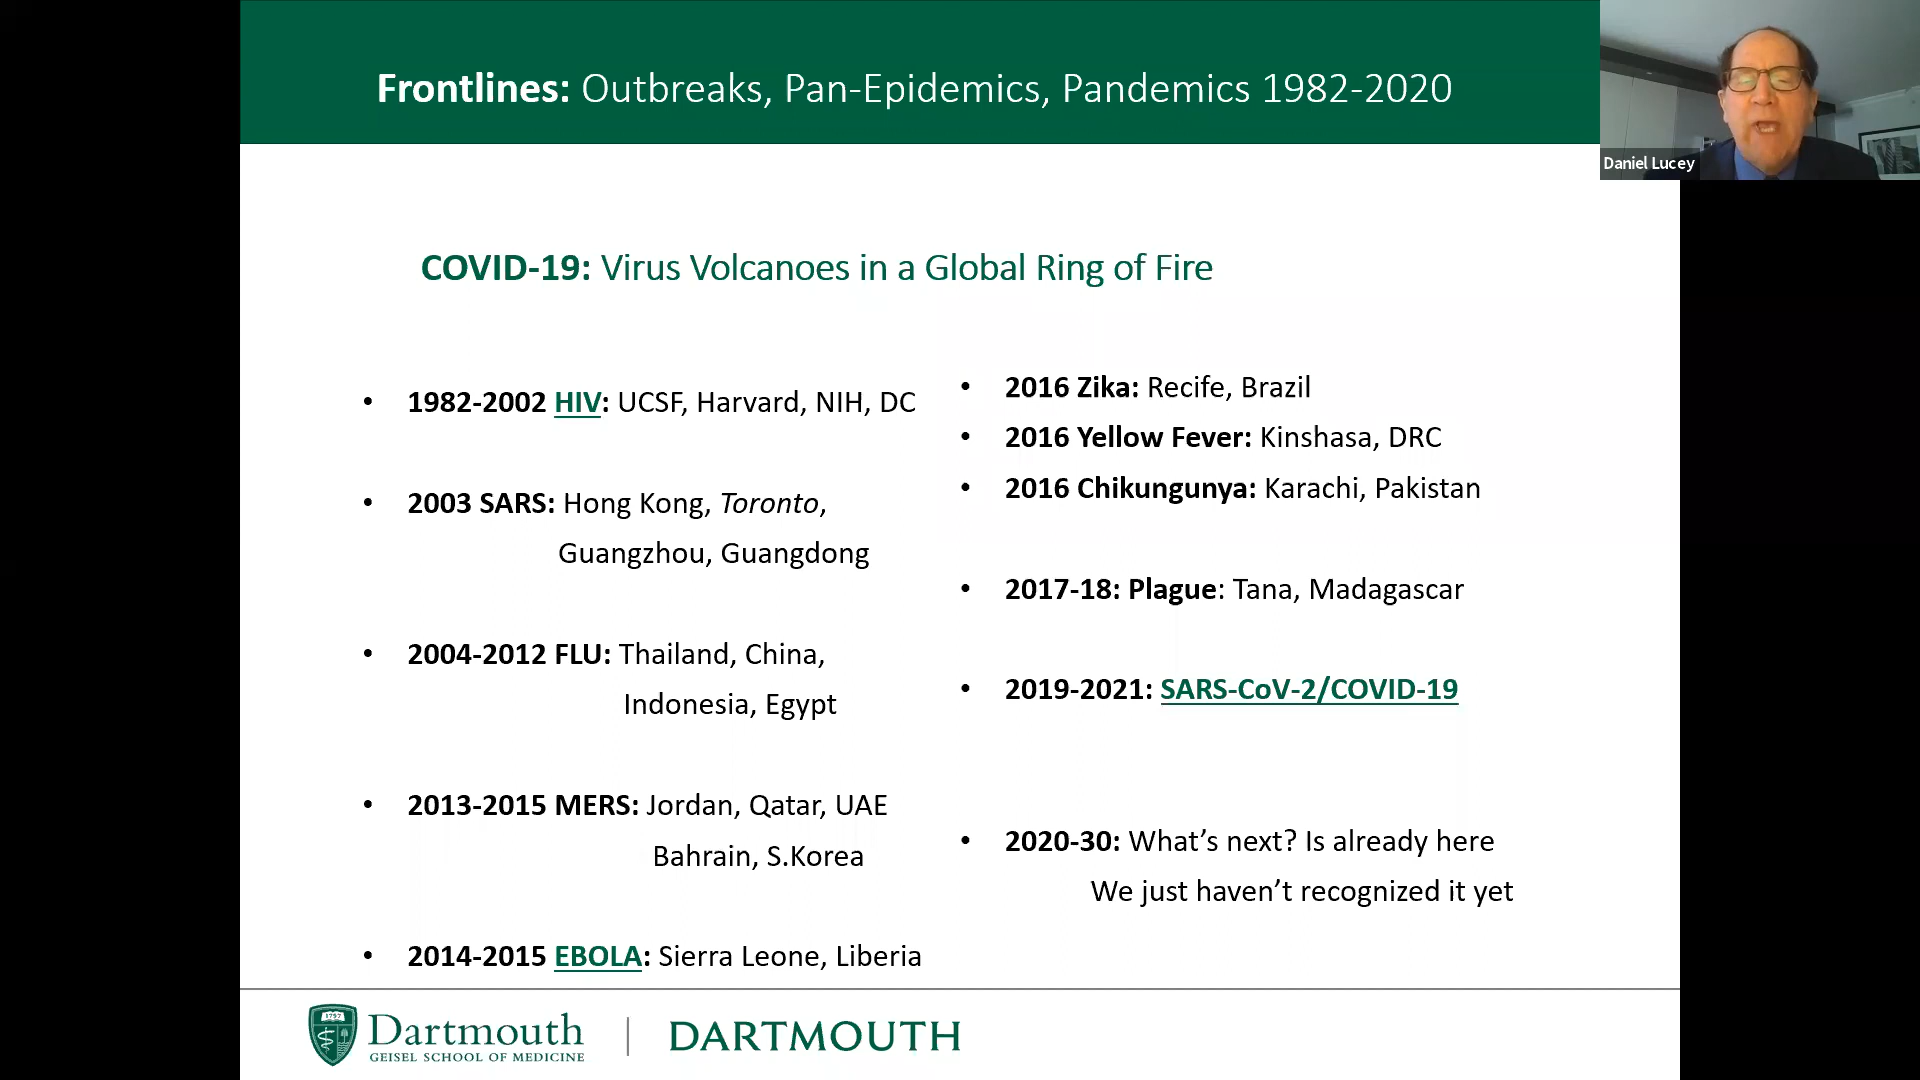 Frontlines: Outbreaks, Pan-Epidemics, Pandemics 1982-2020
Daniel Lucey
COVID-19: Virus Volcanoes in a Global Ring of Fire
• 1982-2002 HIV: UCSF, Harvard, NIH, DC
• 2003 SARS: Hong Kong, Toronto,
Guangzhou, Guangdong
• 2004-2012 FLU: Thailand, China,
Indonesia, Egypt
• 2013-2015 MERS: Jordan, Qatar, UAE
Bahrain, S.Korea
• 2014-2015 EBOLA: Sierra Leone, Liberia
• 2016 Zika: Recife, Brazil
• 2016 Yellow Fever: Kinshasa, DRC
• 2016 Chikungunya: Karachi, Pakistan
• 2017-18: Plague: Tana, Madagascar
• 2019-2021: SARS-CoV-2/COVID-19
• 2020-30: What’s next? Is already here
We just haven’t recognized it yet
1797
Dartmouth
GEISEL SCHOOL OF MEDICINE
DARTMOUTH